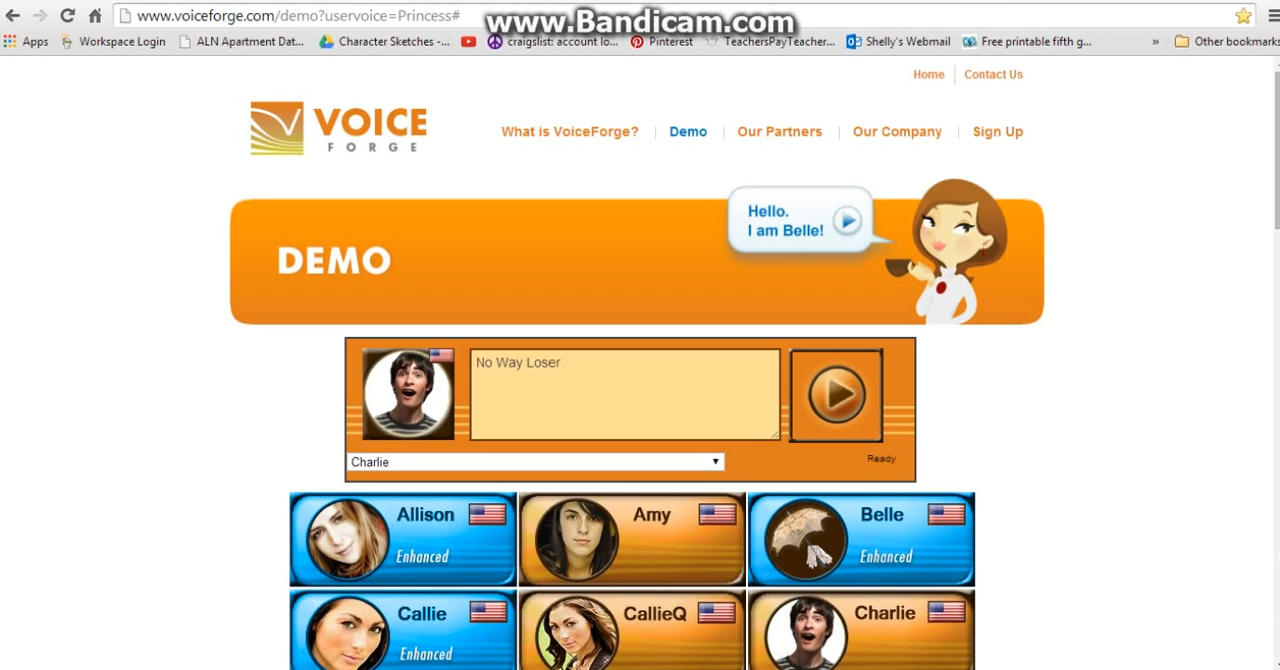 www.voiceforge.com/demo?uservoice=Princess#
www.Bandicam.com
Apps Workspace Login ALN Apartment Dat... Character Sketches -... craigslist: account lo... Pinterest TeachersPayTeacher... Shelly's Webmail Free printable fifth g... » Other bookmarks
Home Contact Us
VOICE
FORGE
What is VoiceForge? Demo Our Partners Our Company Sign Up
Hello.
I am Belle!
DEMO
No Way Loser
Charlie
Ready
Allison Amy Belle
Enhanced Enhanced
Callie CallieQ Charlie
Enhanced